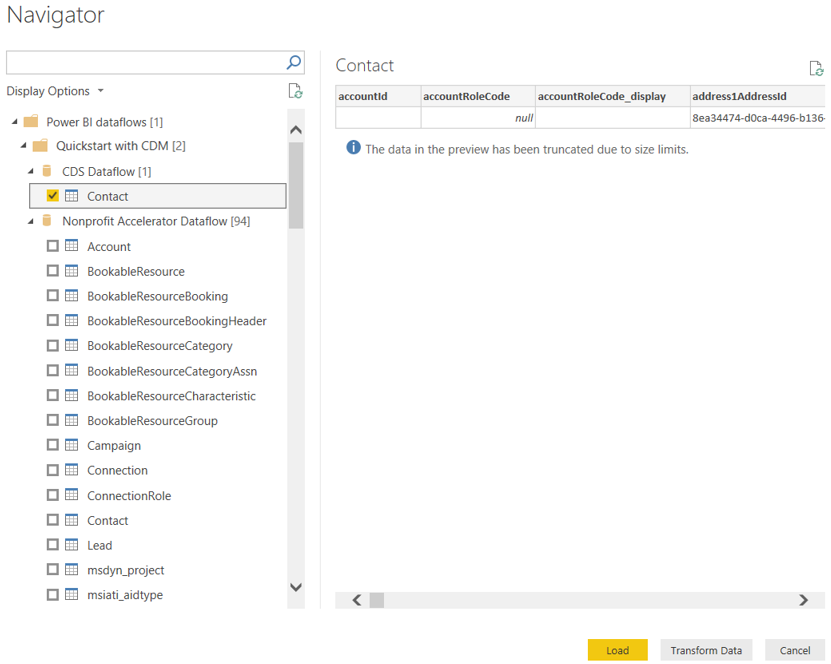 Navigator
Display Options
Power BI dataflows [1]
Quickstart with CDM [2]
CDS Dataflow [1]
Contact
Nonprofit Accelerator Dataflow [94]
Account
BookableResource
BookableResourceBooking
BookableResourceBookingHeader
BookableResourceCategory
BookableResourceCategoryAssn
BookableResourceCharacteristic
BookableResourceGroup
Campaign
Connection
ConnectionRole
Contact
Lead
msdyn_project
msiati_aidtype
Contact
accountId accountRoleCode accountRoleCode_display address1AddressId
null 8ea34474-d0ca-4496-b136-
The data in the preview has been truncated due to size limits.
Load Transform Data Cancel